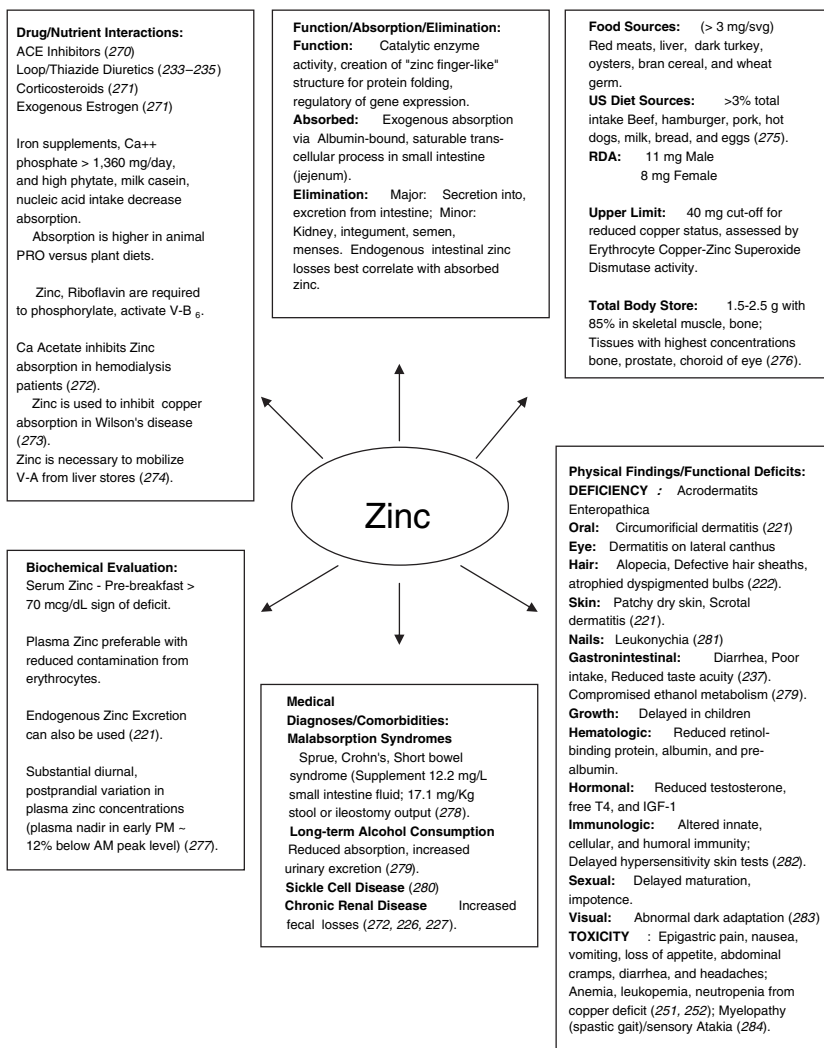 Drug/Nutrient Interactions:
ACE Inhibitors (270)
Loop/Thiazide Diuretics (233–235)
Corticosteroids (271)
Exogenous Estrogen (271)
Iron supplements, Ca++
phosphate > 1,360 mg/day,
and high phytate, milk casein,
nucleic acid intake decrease
absorption.
Absorption is higher in animal
PRO versus plant diets.
Zinc, Riboflavin are required
to phosphorylate, activate V-B 6.
Ca Acetate inhibits Zinc
absorption in hemodialysis
patients (272).
Zinc is used to inhibit copper
absorption in Wilson's disease
(273).
Zinc is necessary to mobilize
V-A from liver stores (274).
Function/Absorption/Elimination:
Function: Catalytic enzyme
activity, creation of "zinc finger-like"
structure for protein folding,
regulatory of gene expression.
Absorbed: Exogenous absorption
via Albumin-bound, saturable trans-
cellular process in small intestine
(jejenum).
Elimination: Major: Secretion into,
excretion from intestine; Minor:
Kidney, integument, semen,
menses. Endogenous intestinal zinc
losses best correlate with absorbed
zinc.
Food Sources: (> 3 mg/svg)
Red meats, liver, dark turkey,
oysters, bran cereal, and wheat
germ.
US Diet Sources: >3% total
intake Beef, hamburger, pork, hot
dogs, milk, bread, and eggs (275).
RDA: 11 mg Male
8 mg Female
Upper Limit: 40 mg cut-off for
reduced copper status, assessed by
Erythrocyte Copper-Zinc Superoxide
Dismutase activity.
Total Body Store: 1.5-2.5 g with
85% in skeletal muscle, bone;
Tissues with highest concentrations
bone, prostate, choroid of eye (276).
Zinc
Biochemical Evaluation:
Serum Zinc - Pre-breakfast >
70 mcg/dL sign of deficit.
Plasma Zinc preferable with
reduced contamination from
erythrocytes.
Endogenous Zinc Excretion
can also be used (221).
Substantial diurnal,
postprandial variation in
plasma zinc concentrations
(plasma nadir in early PM ~
12% below AM peak level) (277).
Medical
Diagnoses/Comorbidities:
Malabsorption Syndromes
Sprue, Crohn's, Short bowel
syndrome (Supplement 12.2 mg/L
small intestine fluid; 17.1 mg/Kg
stool or ileostomy output (278).
Long-term Alcohol Consumption
Reduced absorption, increased
urinary excretion (279).
Sickle Cell Disease (280)
Chronic Renal Disease Increased
fecal losses (272, 226, 227).
Physical Findings/Functional Deficits:
DEFICIENCY : Acrodermatits
Enteropathica
Oral: Circumorificial dermatitis (221)
Eye: Dermatitis on lateral canthus
Hair: Alopecia, Defective hair sheaths,
atrophied dyspigmented bulbs (222).
Skin: Patchy dry skin, Scrotal
dermatitis (221).
Nails: Leukonychia (281)
Gastronintestinal: Diarrhea, Poor
intake, Reduced taste acuity (237).
Compromised ethanol metabolism (279).
Growth: Delayed in children
Hematologic: Reduced retinol-
binding protein, albumin, and pre-
albumin.
Hormonal: Reduced testosterone,
free T4, and IGF-1
Immunologic: Altered innate,
cellular, and humoral immunity;
Delayed hypersensitivity skin tests (282).
Sexual: Delayed maturation,
impotence.
Visual: Abnormal dark adaptation (283)
TOXICITY : Epigastric pain, nausea,
vomiting, loss of appetite, abdominal
cramps, diarrhea, and headaches;
Anemia, leukopemia, neutropenia from
copper deficit (251, 252); Myelopathy
(spastic gait)/sensory Atakia (284).